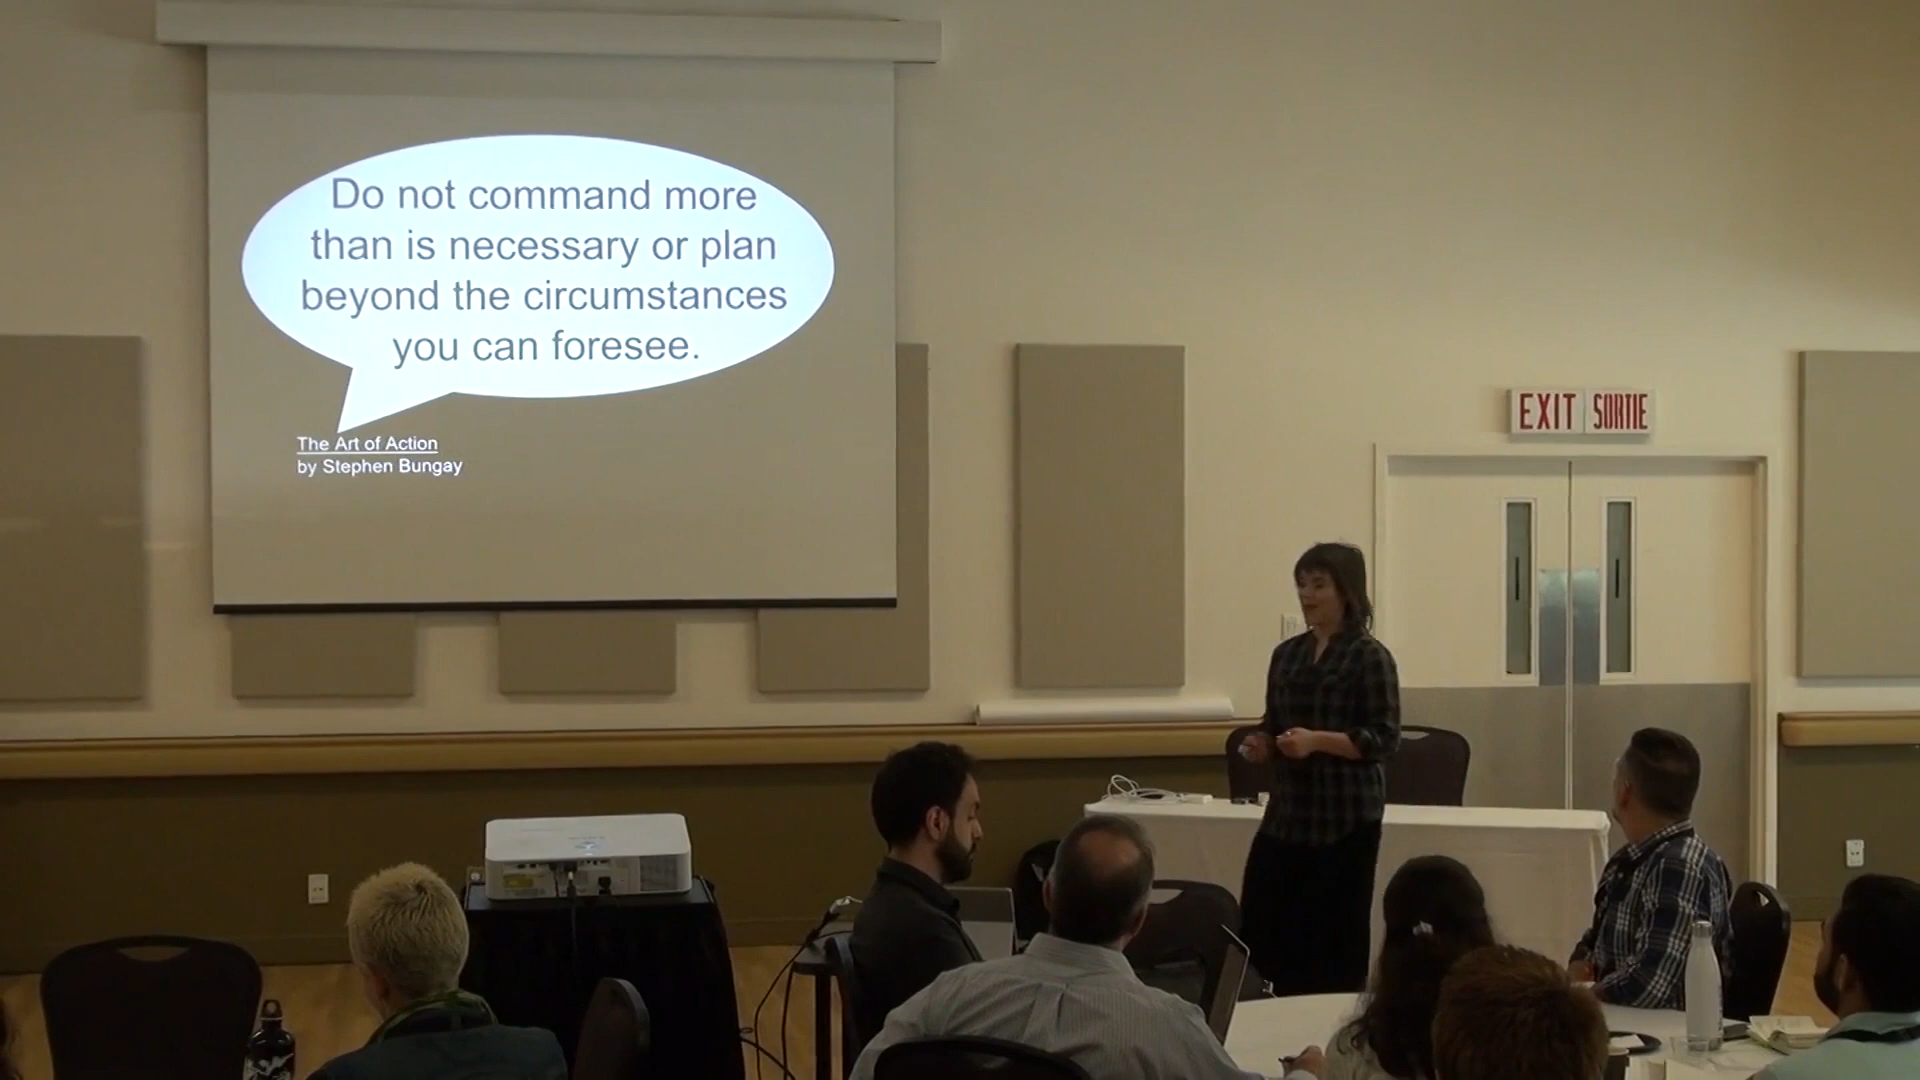 Do not command more
than is necessary or plan
beyond the circumstances
you can foresee.
The Art of Action
by Stephen Bungay
EXIT SORTIE